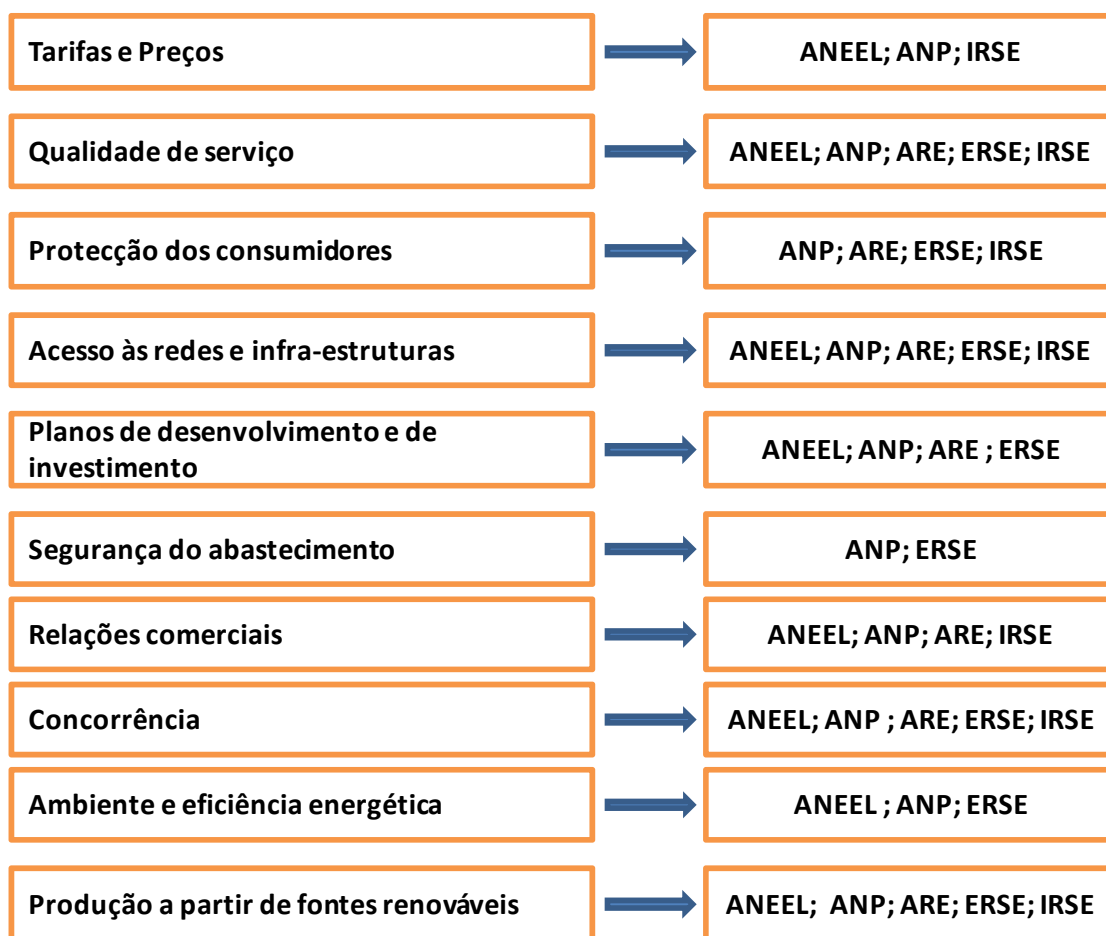 Tarifas e Preços
ANEEL; ANP; IRSE
Qualidade de serviço
ANEEL; ANP; ARE; ERSE; IRSE
Protecção dos consumidores
ANP; ARE; ERSE; IRSE
Acesso às redes e infra-estruturas
ANEEL; ANP; ARE; ERSE; IRSE
Planos de desenvolvimento e de
investimento
ANEEL; ANP; ARE ; ERSE
Segurança do abastecimento
ANP; ERSE
Relações comerciais
ANEEL; ANP; ARE; IRSE
Concorrência
ANEEL; ANP ; ARE; ERSE; IRSE
Ambiente e eficiência energética
ANEEL ; ANP; ERSE
Produção a partir de fontes renováveis
ANEEL; ANP; ARE; ERSE; IRSE